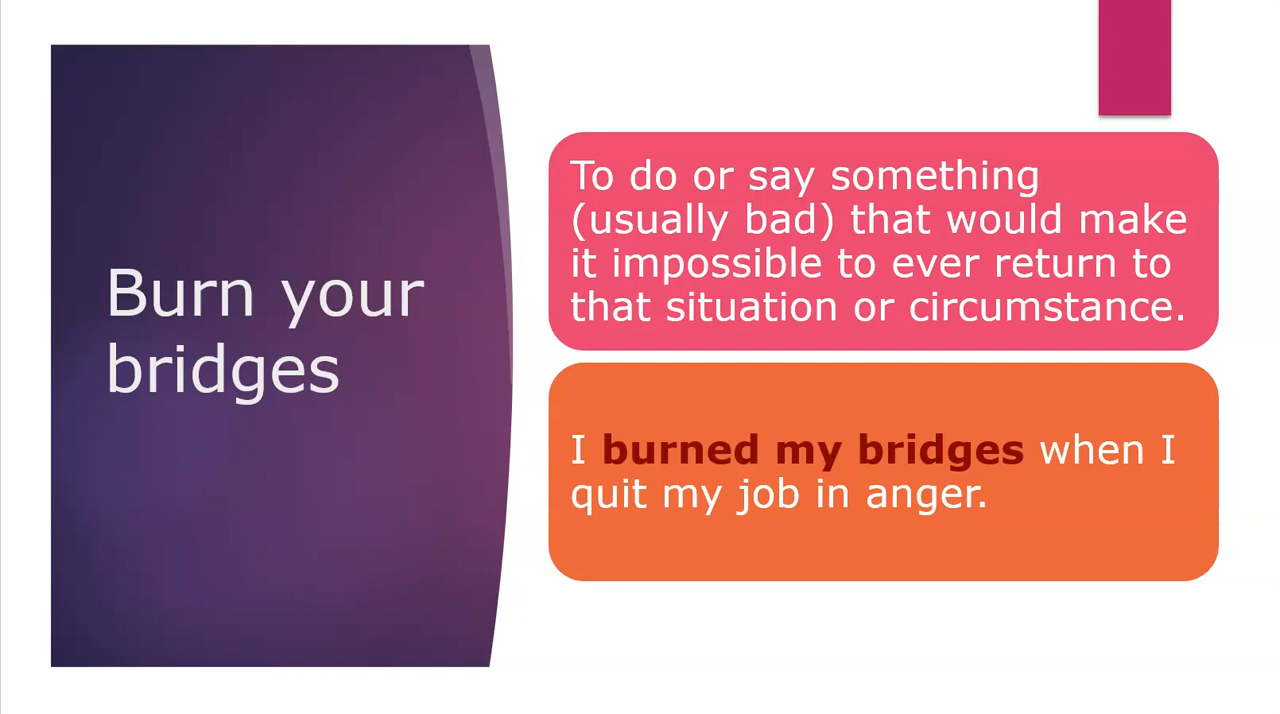 Burn your
bridges
To do or say something
(usually bad) that would make
it impossible to ever return to
that situation or circumstance.
I burned my bridges when I
quit my job in anger.